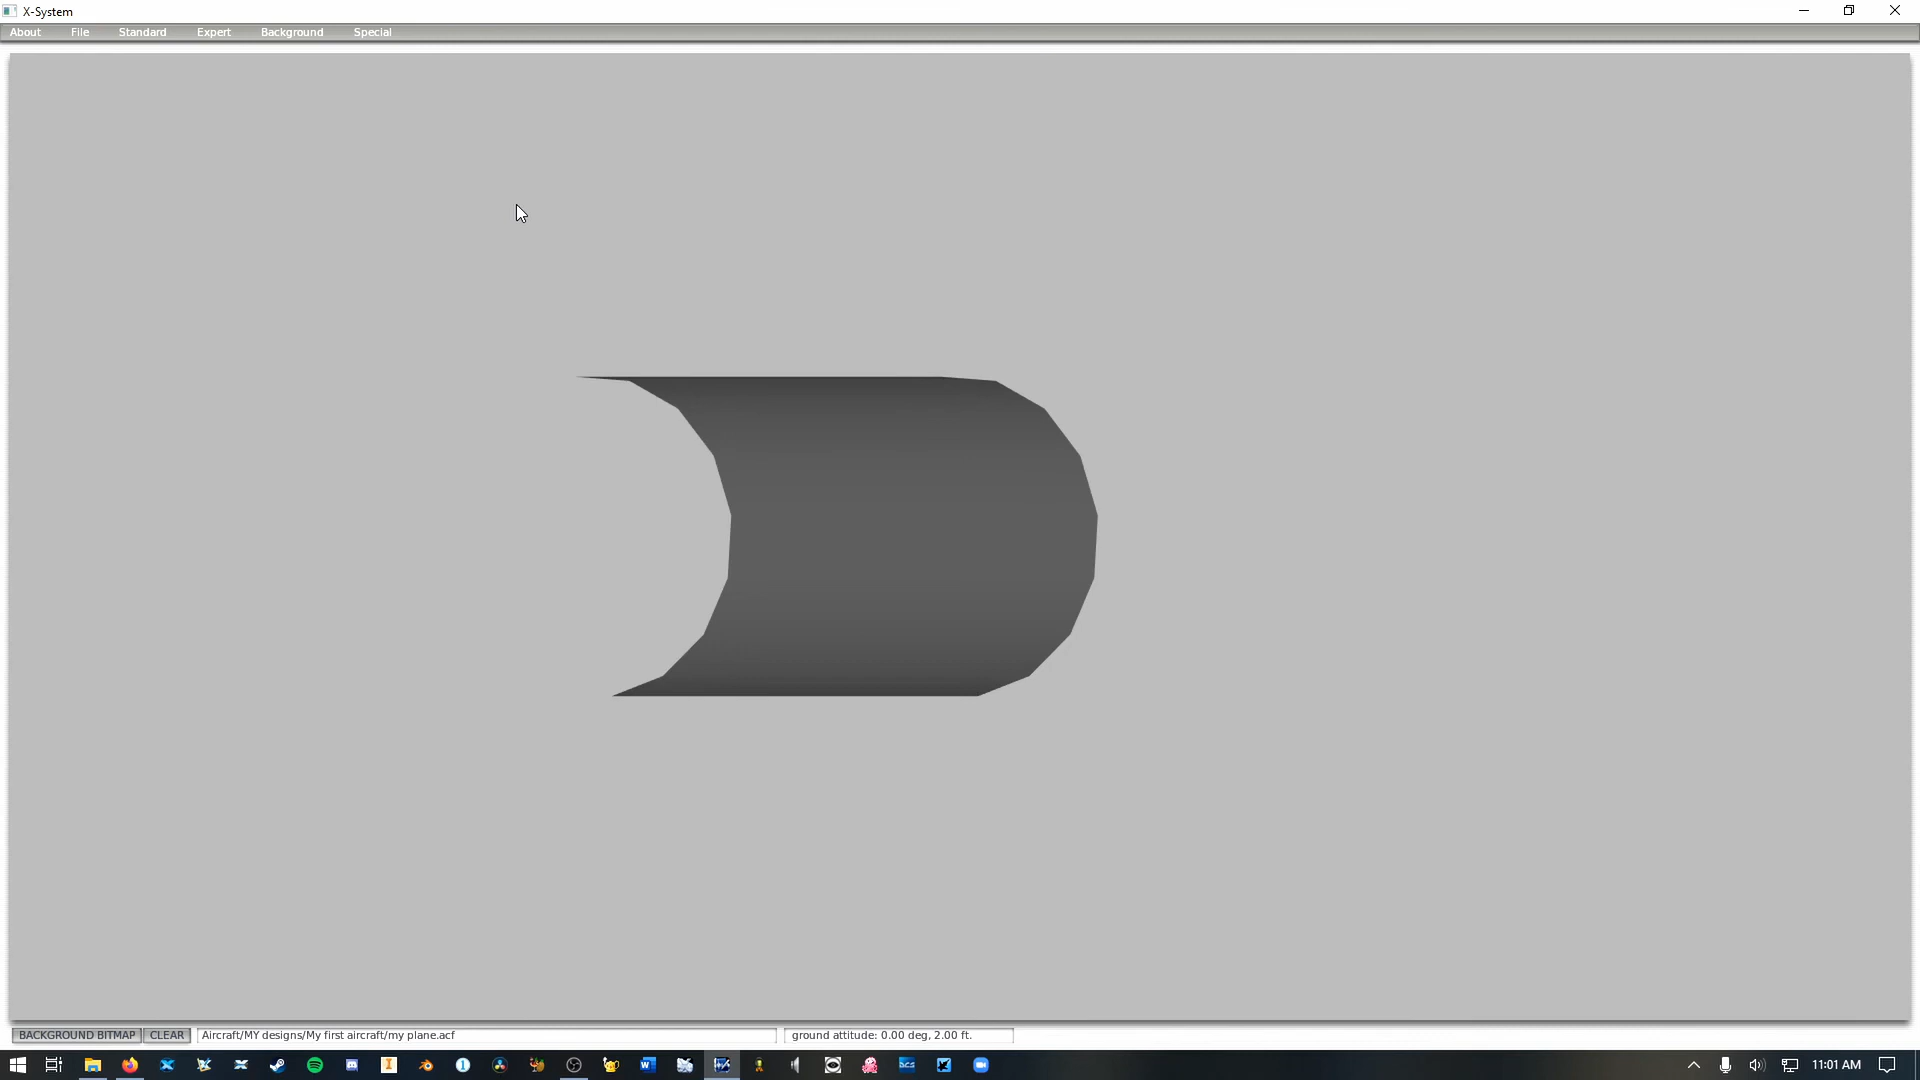 X-System
About File Standard Expert Background Special
BACKGROUND BITMAP CLEAR Aircraft/MY designs/My first aircraft/my plane.acf ground attitude: 0.00 deg, 2.00 ft.
11:01 AM